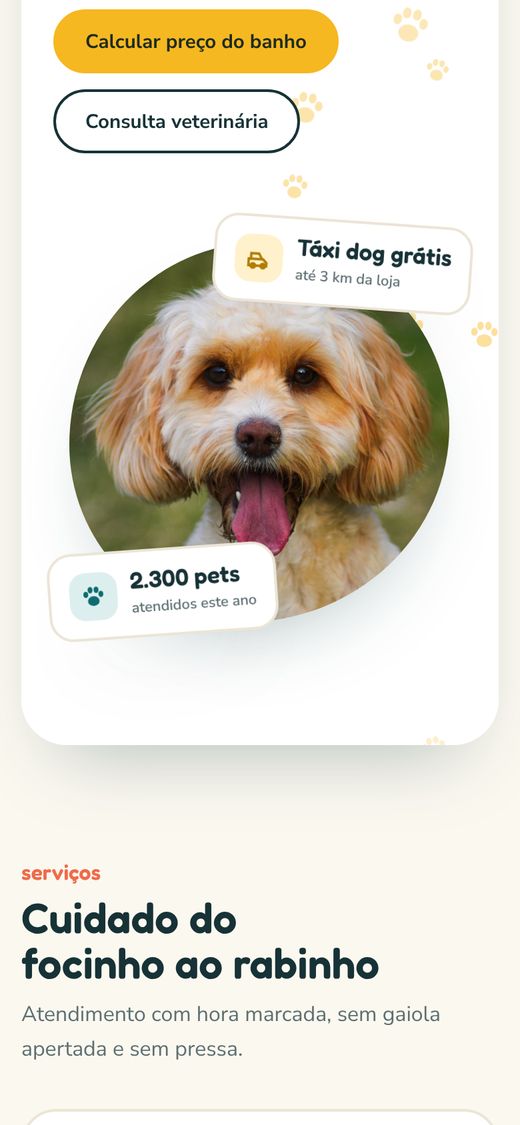 Calcular preço do banho
Consulta veterinária
Táxi dog grátis
até 3 km da loja
2.300 pets
atendidos este ano
serviços
Cuidado do
focinho ao rabinho
Atendimento com hora marcada, sem gaiola
apertada e sem pressa.